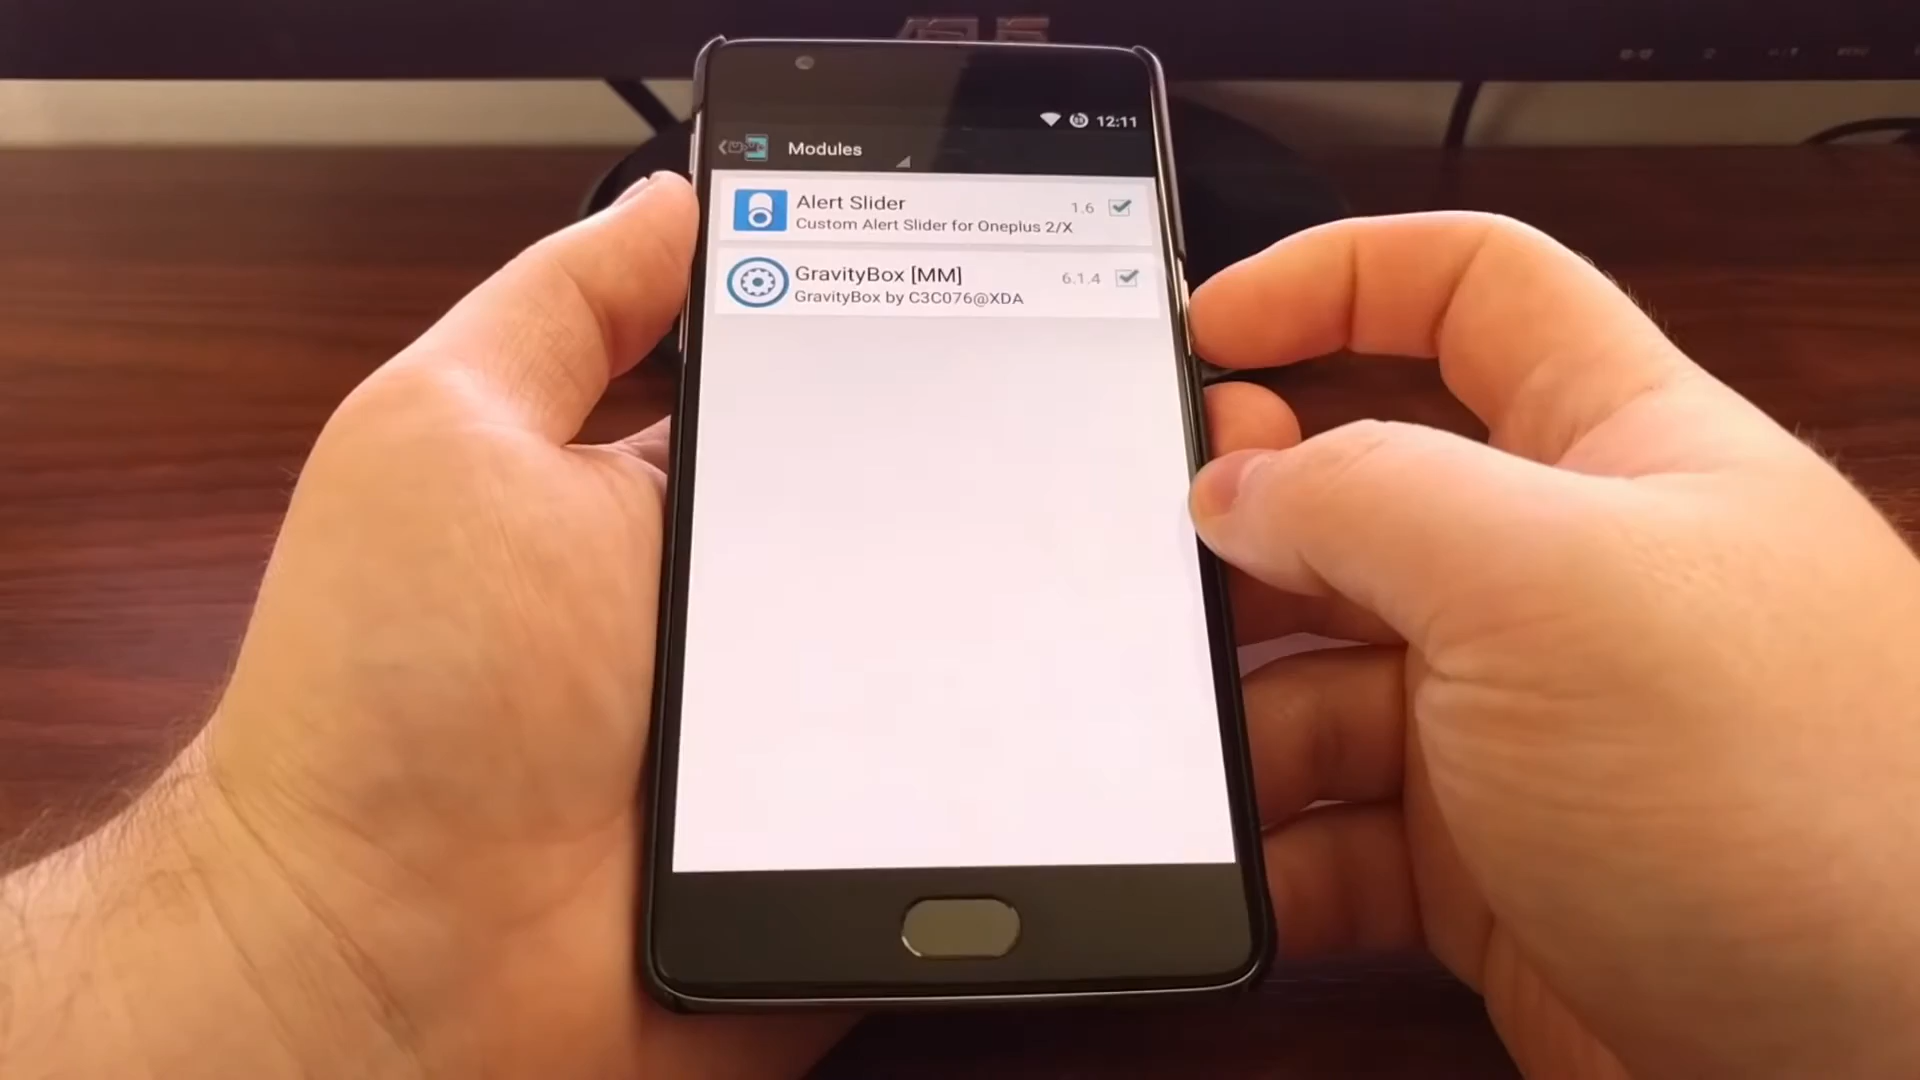 12:11
Modules
Alert Slider
1.6
Custom Alert Slider for Oneplus 2/X
GravityBox [MM]
6.1.4
GravityBox by C3C076@XDA